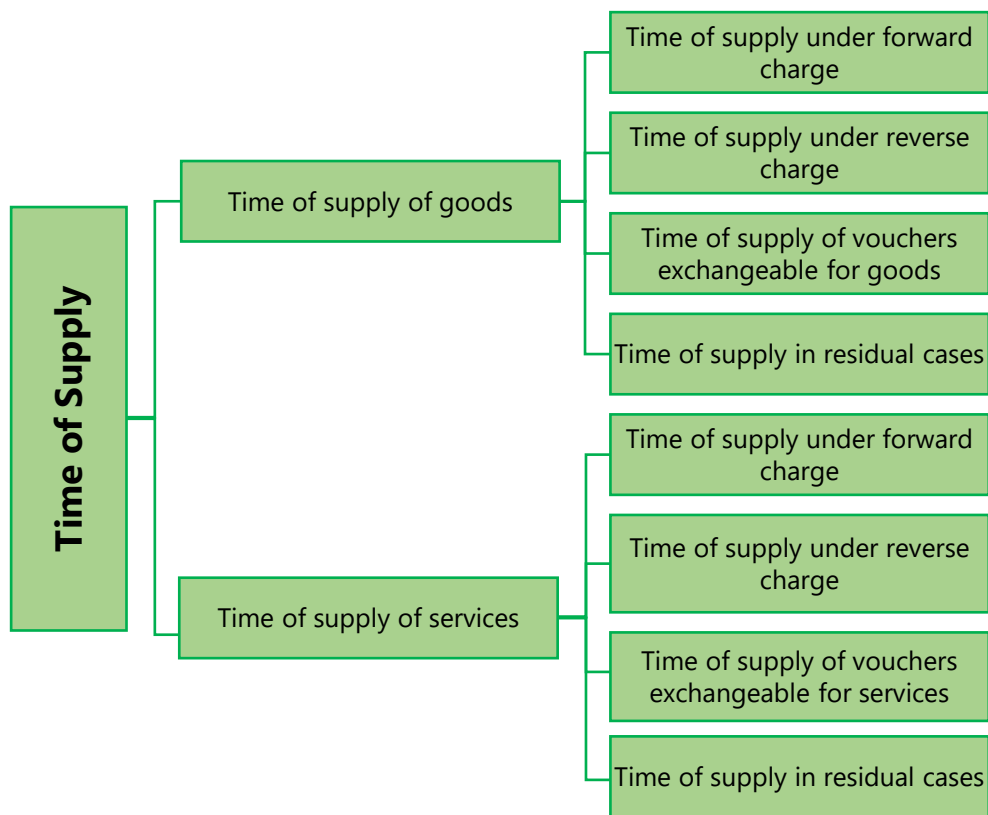 Time of Supply
Time of supply of goods
Time of supply under forward
charge
Time of supply under reverse
charge
Time of supply of vouchers
exchangeable for goods
Time of supply in residual cases
Time of supply of services
Time of supply under forward
charge
Time of supply under reverse
charge
Time of supply of vouchers
exchangeable for services
Time of supply in residual cases